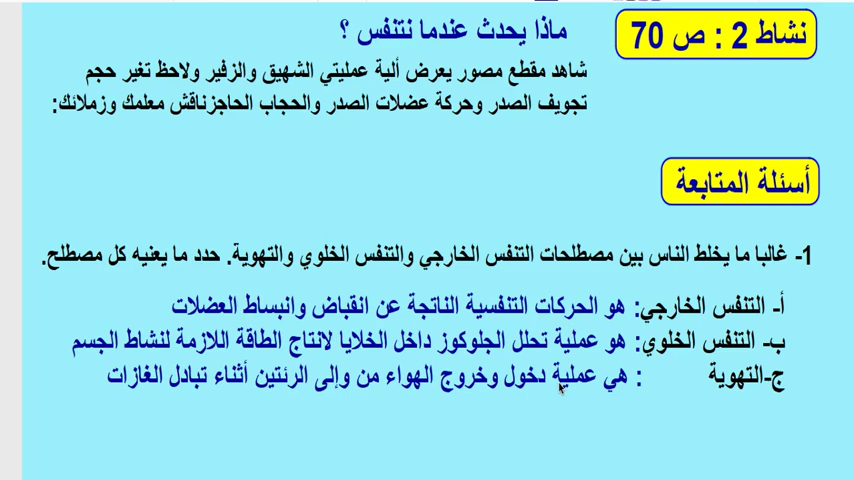 نشاط 2 : ص 70
ماذا يحدث عندما نتنفس ؟
شاهد مقطع مصور يعرض ألية عمليتي الشهيق والزفير ولاحظ تغير حجم
تجويف الصدر وحركة عضلات الصدر والحجاب الحاجزناقش معلمك وزملائك:
أسئلة المتابعة
1- غالبا ما يخلط الناس بين مصطلحات التنفس الخارجي والتنفس الخلوي والتهوية. حدد ما يعنيه كل مصطلح.
أ- التنفس الخارجي: هو الحركات التنفسية الناتجة عن انقباض وانبساط العضلات
ب- التنفس الخلوي: هو عملية تحلل الجلوكوز داخل الخلايا لانتاج الطاقة اللازمة لنشاط الجسم
ج-التهوية : هي عملية دخول وخروج الهواء من وإلى الرئتين أثناء تبادل الغازات